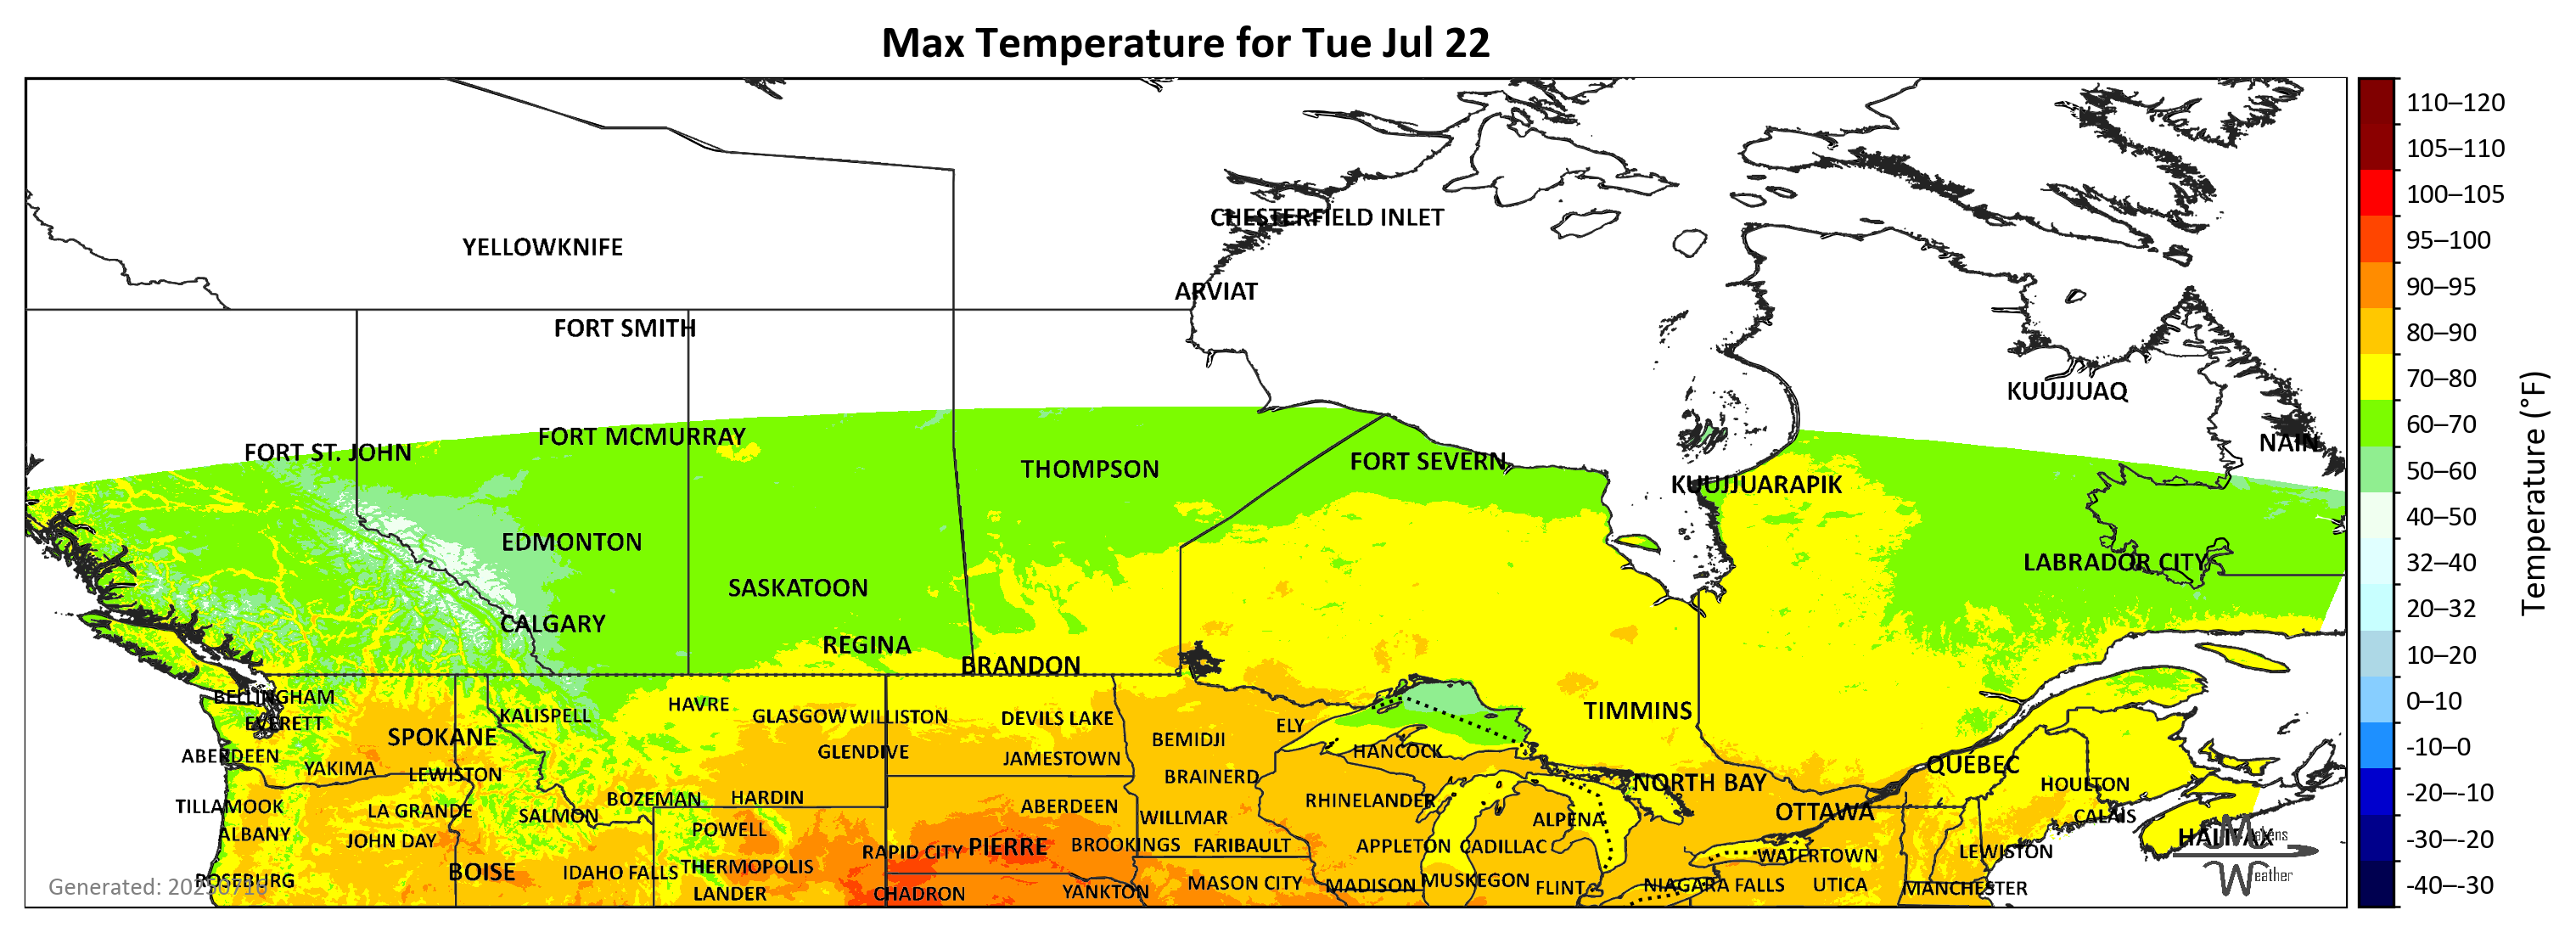 Max Temperature for Tue Jul 22
CHESTERFIELD INLET
YELLOWKNIFE
ARVIAT
FORT SMITH
KUUJJUAQ
FORT MCMURRAY
NAIN
FORT ST. JOHN
FORT SEVERN
THOMPSON
KUUJJUARAPIK
EDMONTON
LABRADOR CITY
SASKATOON
CALGARY
REGINA
BRANDON
BELLINGHAM
HAVRE
KALISPELL
GLASGOW WILLISTON
DEVILS LAKE
TIMMINS
EVERETT
ELY
SPOKANE
BEMIDJI
GLENDIVE
HANCOCK
ABERDEEN
JAMESTOWN
QUÉBEC
YAKIMA
LEWISTON
BRAINERD
NORTH BAY
HOULTON
BOZEMAN
HARDIN
RHINELANDER
TILLAMOOK
ABERDEEN
LA GRANDE
SALMON
WILLMAR
OTTAWA
CALAIS
ALPENA
POWELL
ALBANY
HALIFAX
JOHN DAY
RAPID CITY
PIERRE
BROOKINGS
FARIBAULT
APPLETON
CADILLAC
LEWISTON
WATERTOWN
BOISE
IDAHO FALLS
THERMOPOLIS
ROSEBURG
MASON CITY
MADISON
MUSKEGON
NIAGARA FALLS
UTICA
FLINT
MANCHESTER
YANKTON
LANDER
CHADRON
Generated: 20250716
Matens
Weather
110–120
105–110
100–105
95–100
90–95
80–90
70–80
60–70
50–60
40–50
32–40
20–32
10–20
0–10
-10–0
-20–-10
-30–-20
-40–-30
Temperature (°F)